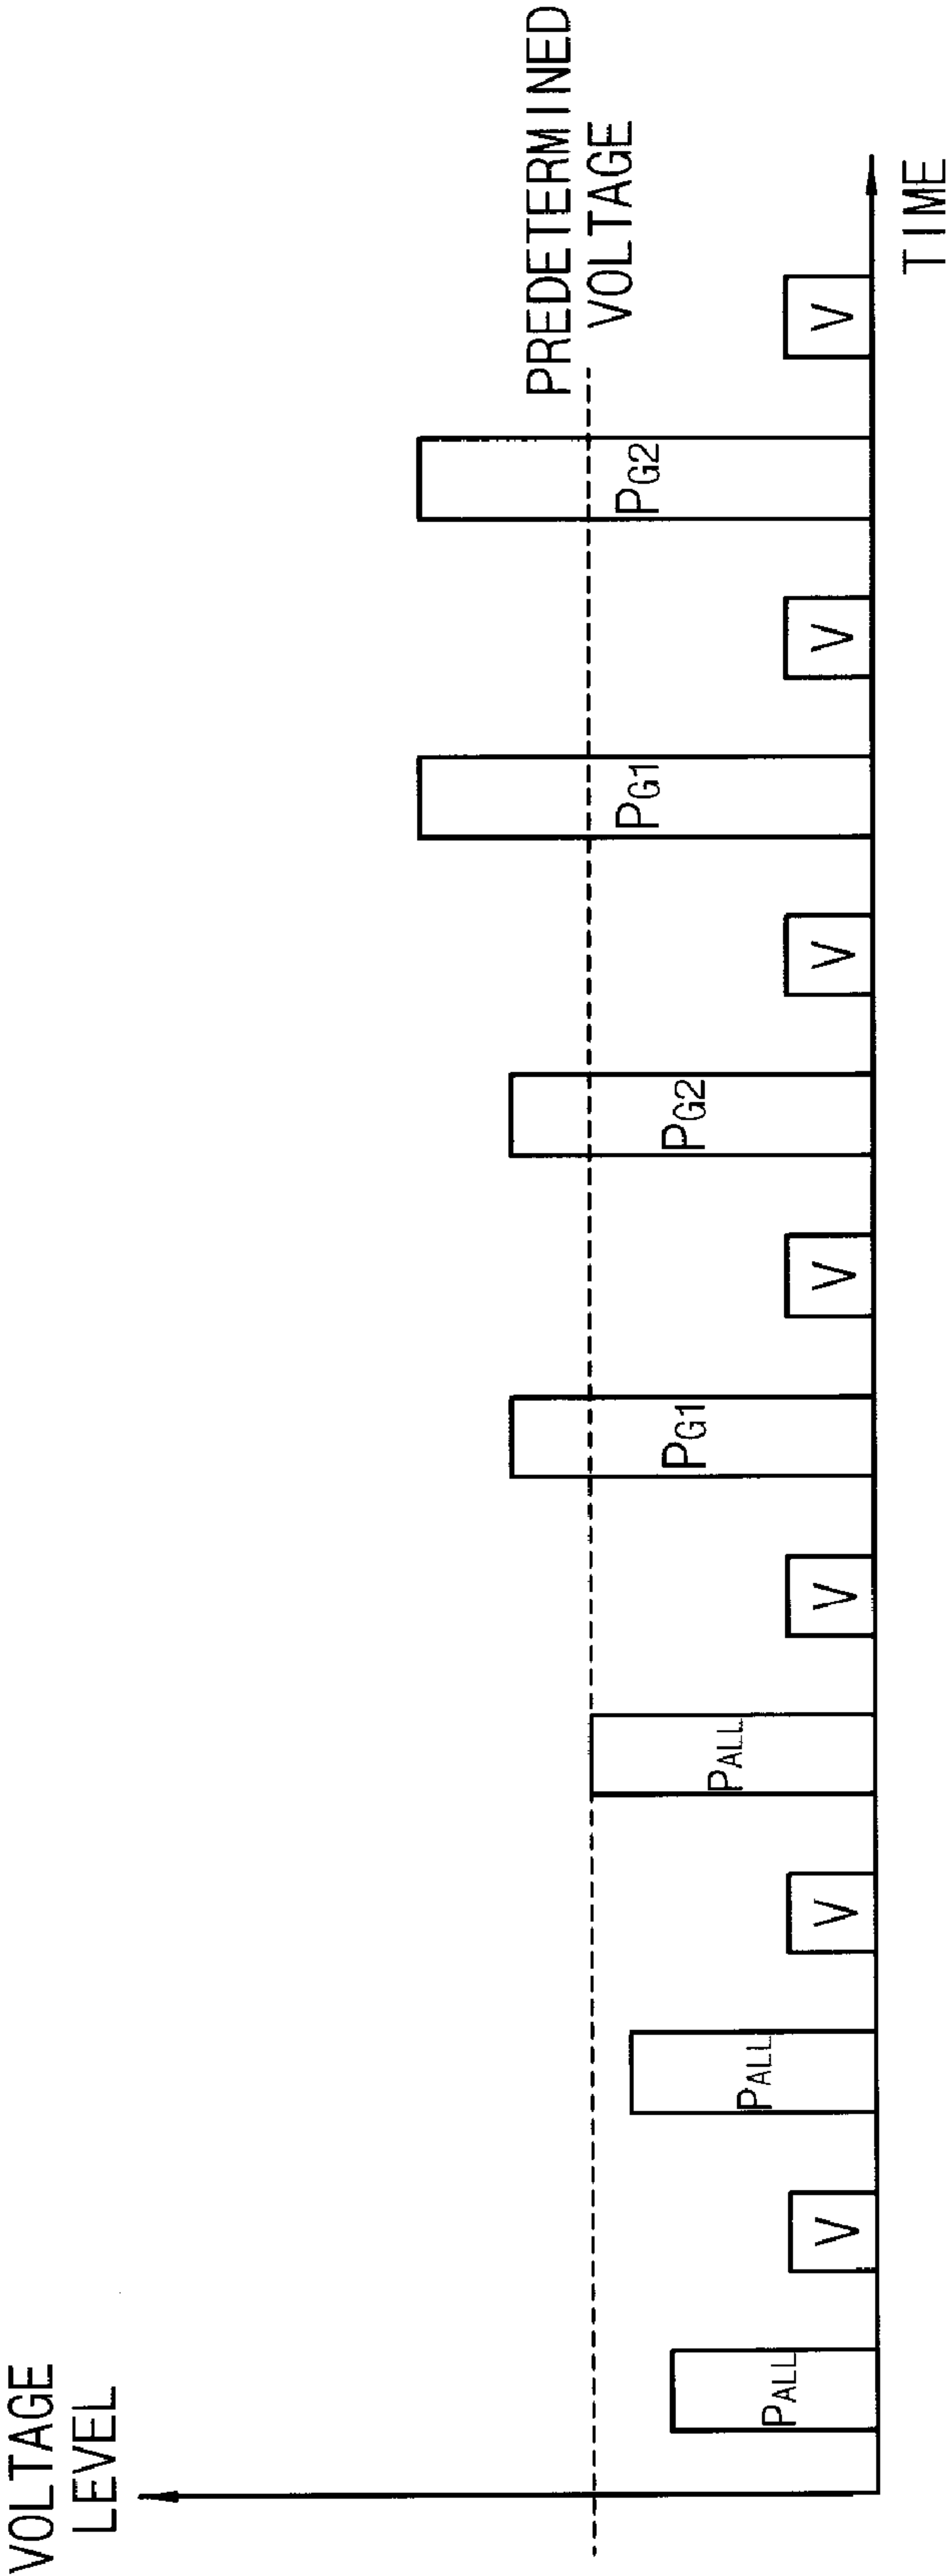 VOLTAGE
LEVEL
PREDETERMINED
VOLTAGE
PALL
V
PALL
V
PALL
V
PG1
V
PG2
V
PG1
V
PG2
V
TIME